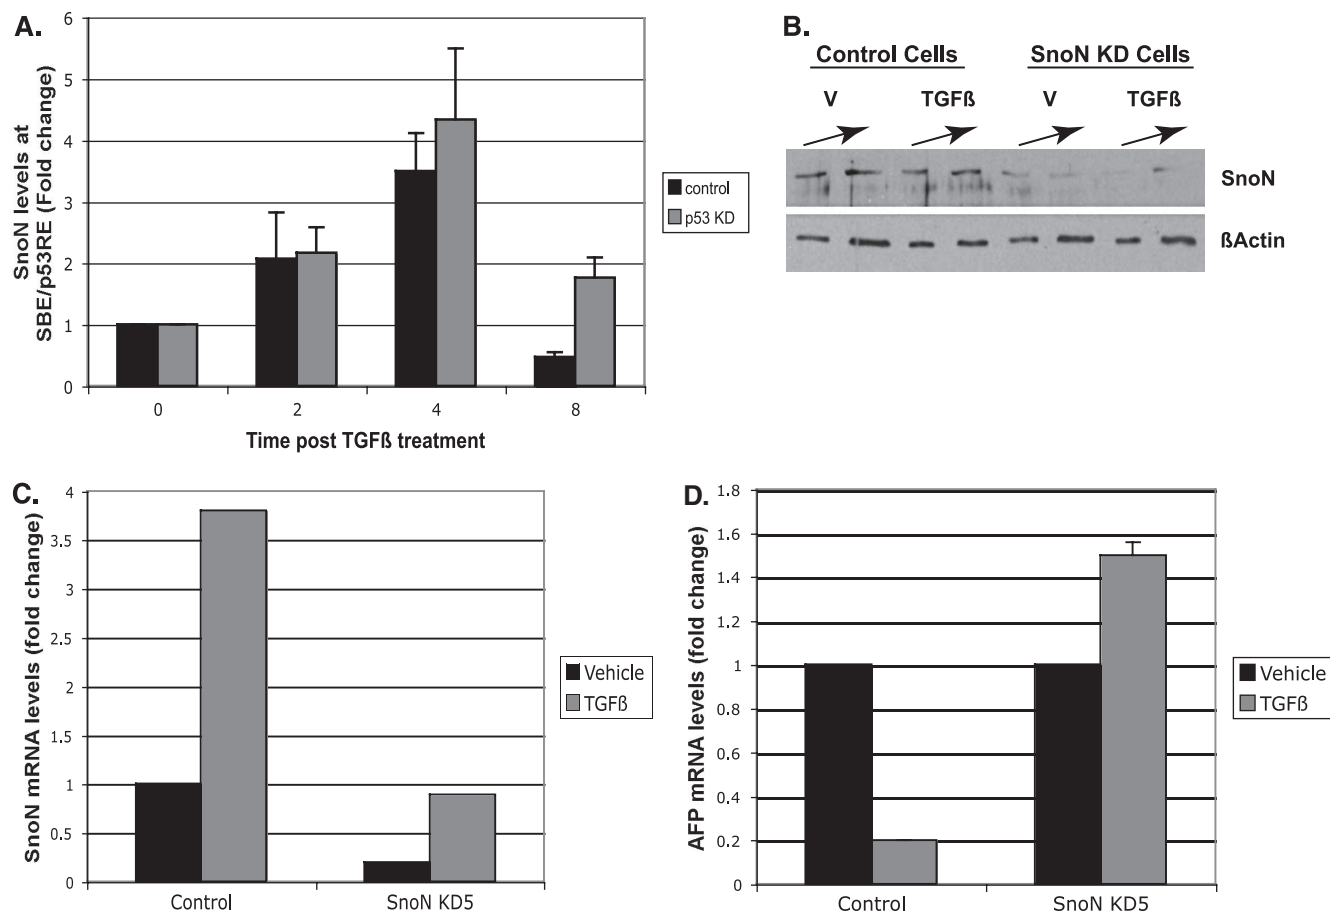 A.
SnoN levels at
SBE/p53RE (Fold change)
6
5
4
3
2
1
0
0 2 4 8
Time post TGFß treatment
control
p53 KD
B.
Control Cells SnoN KD Cells
V TGFß V TGFß
SnoN
ßActin
C.
SnoN mRNA levels (fold change)
4
3.5
3
2.5
2
1.5
1
0.5
0
Control SnoN KD5
Vehicle
TGFß
D.
AFP mRNA levels (fold change)
1.8
1.6
1.4
1.2
1
0.8
0.6
0.4
0.2
0
Control SnoN KD5
Vehicle
TGFß